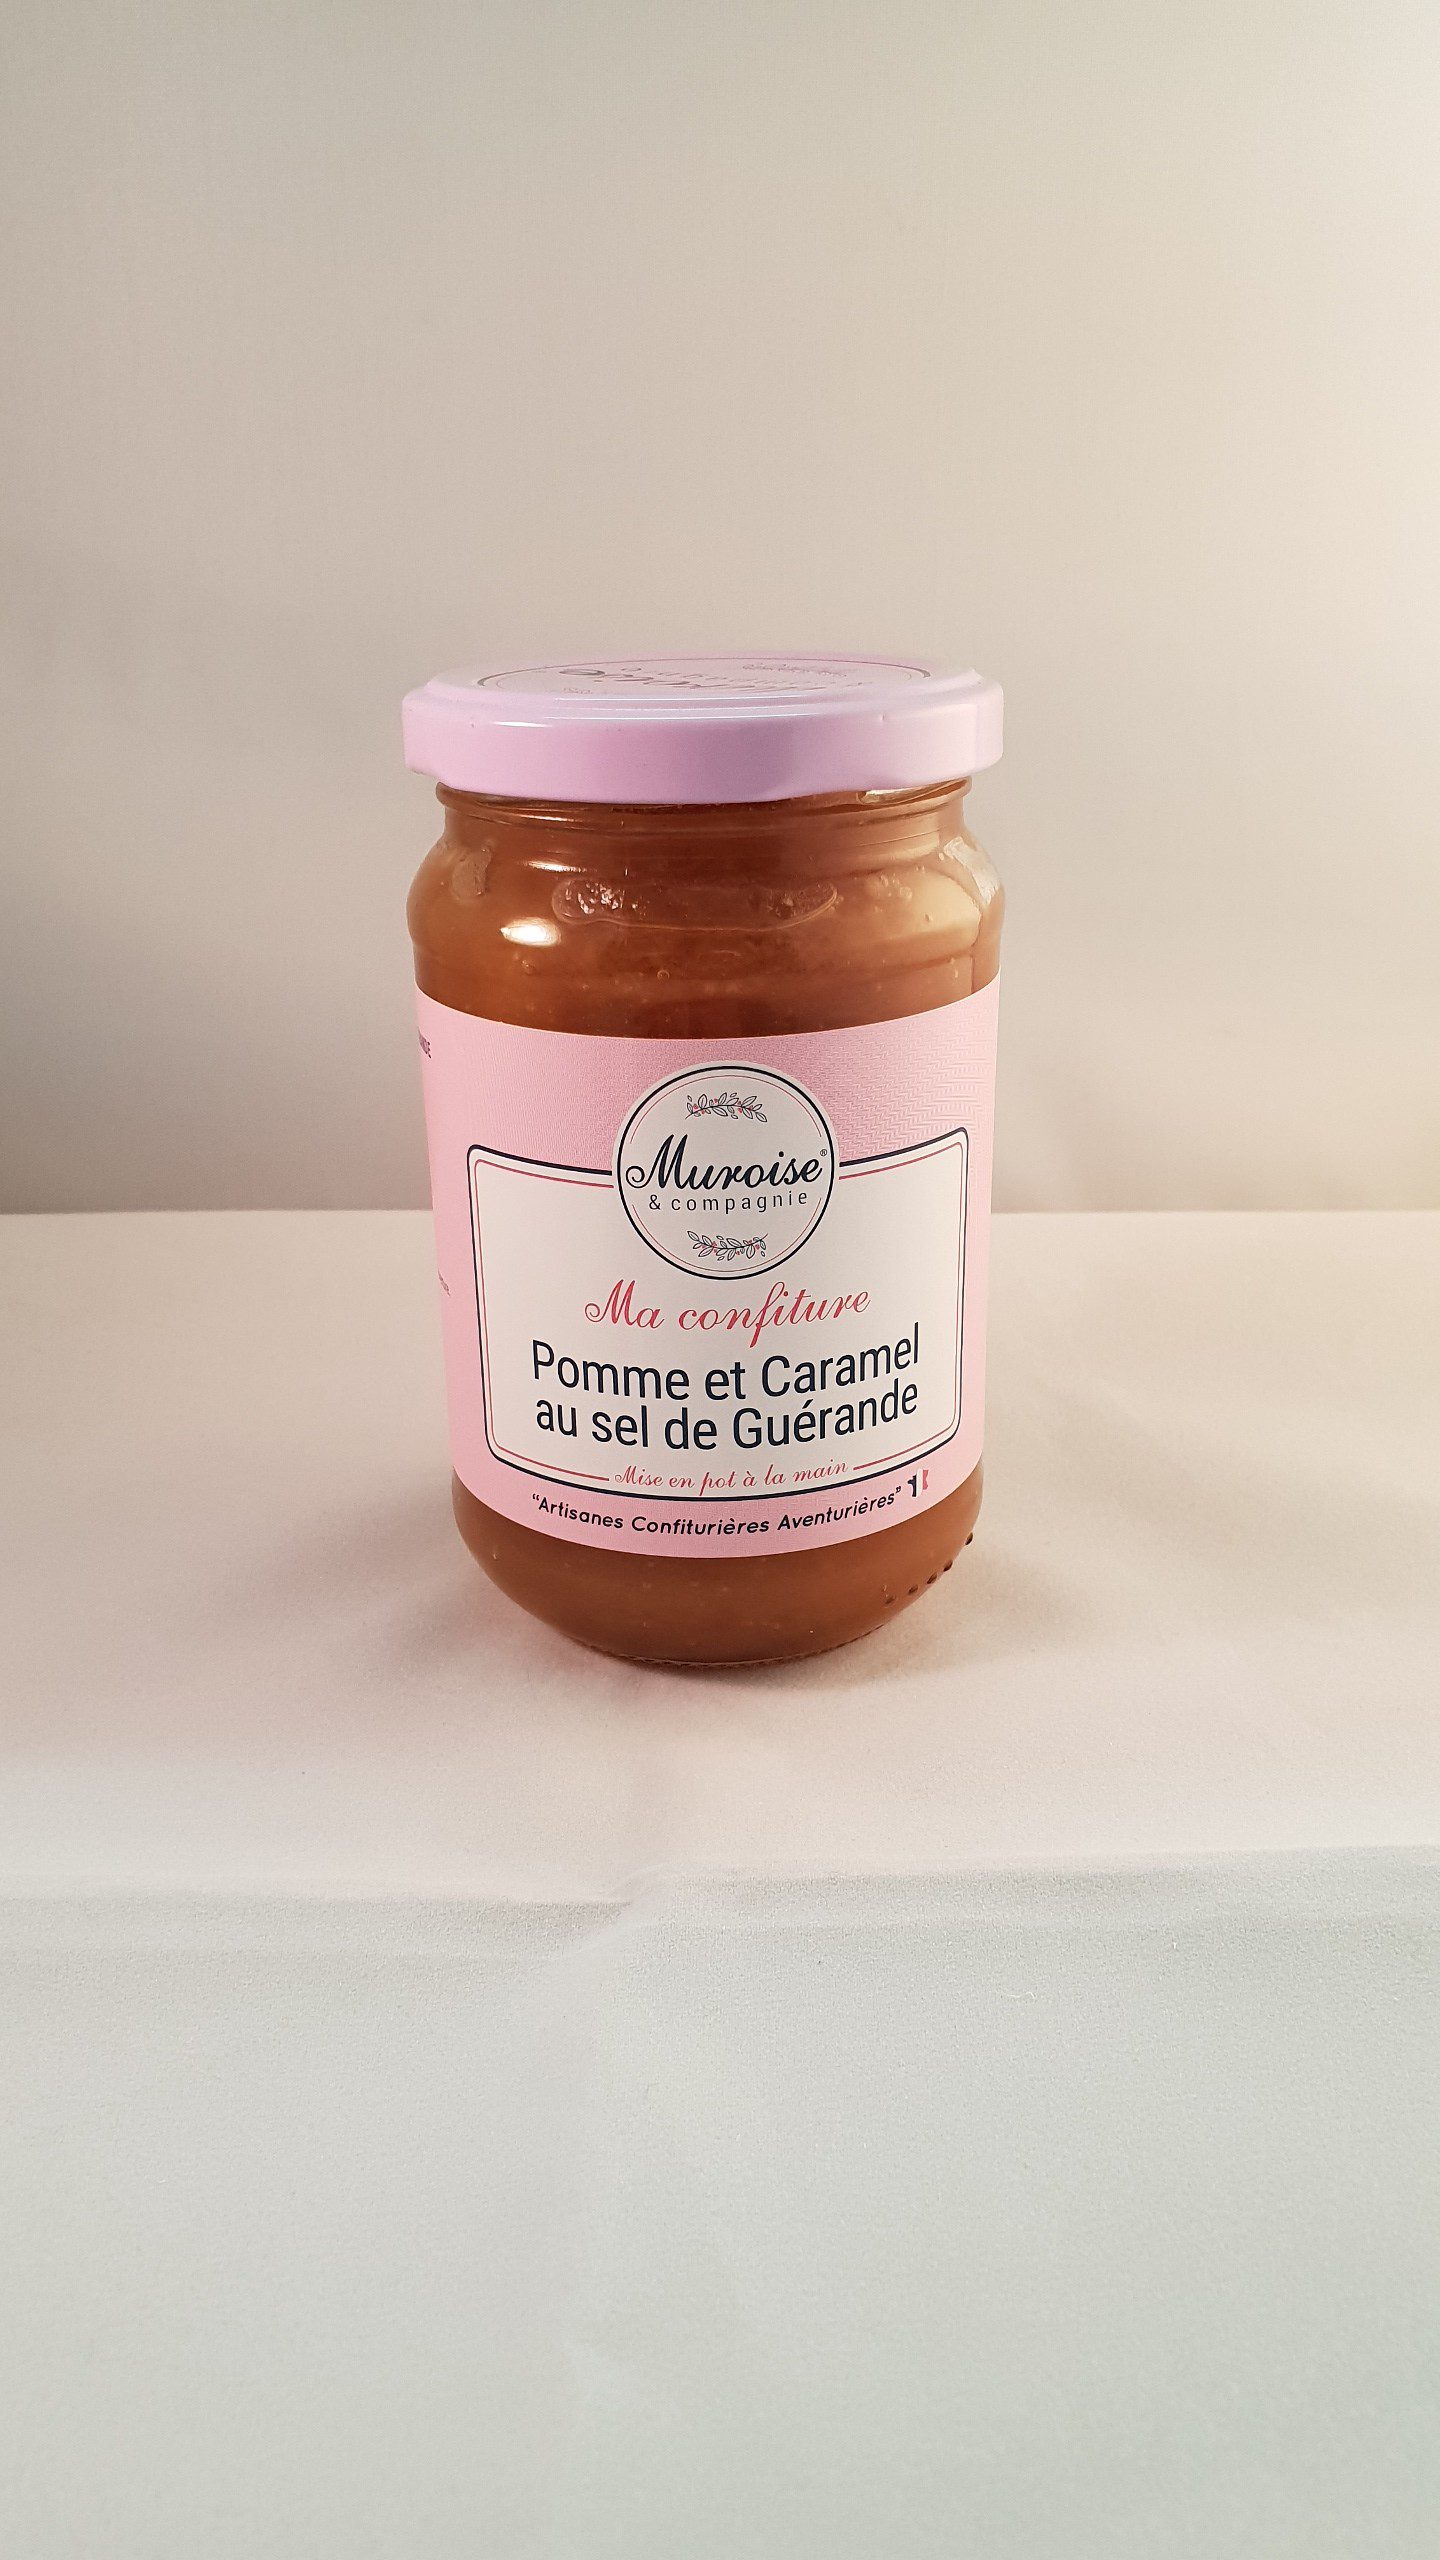 Muroise®
& compagnie
Ma confiture
Pomme et Caramel
au sel de Guérande
Mise en pot à la main
“Artisanes Confiturières Aventurières”